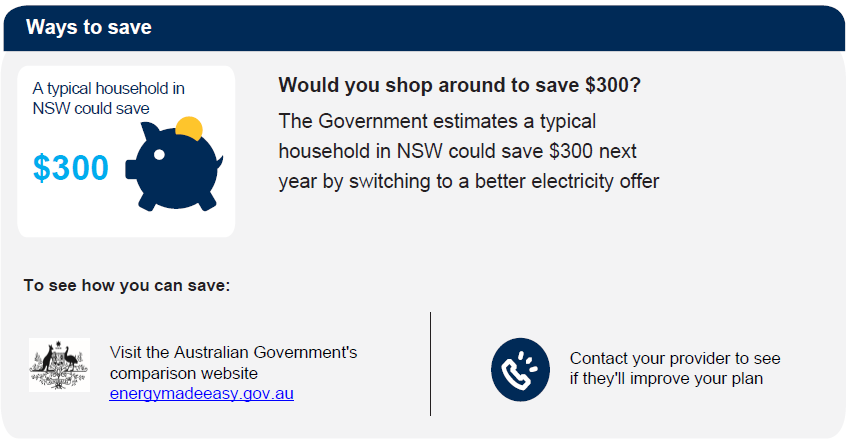 Ways to save
A typical household in
NSW could save
$300
Would you shop around to save $300?
The Government estimates a typical
household in NSW could save $300 next
year by switching to a better electricity offer
To see how you can save:
Visit the Australian Government's
comparison website
energymadeeasy.gov.au
Contact your provider to see
if they'll improve your plan